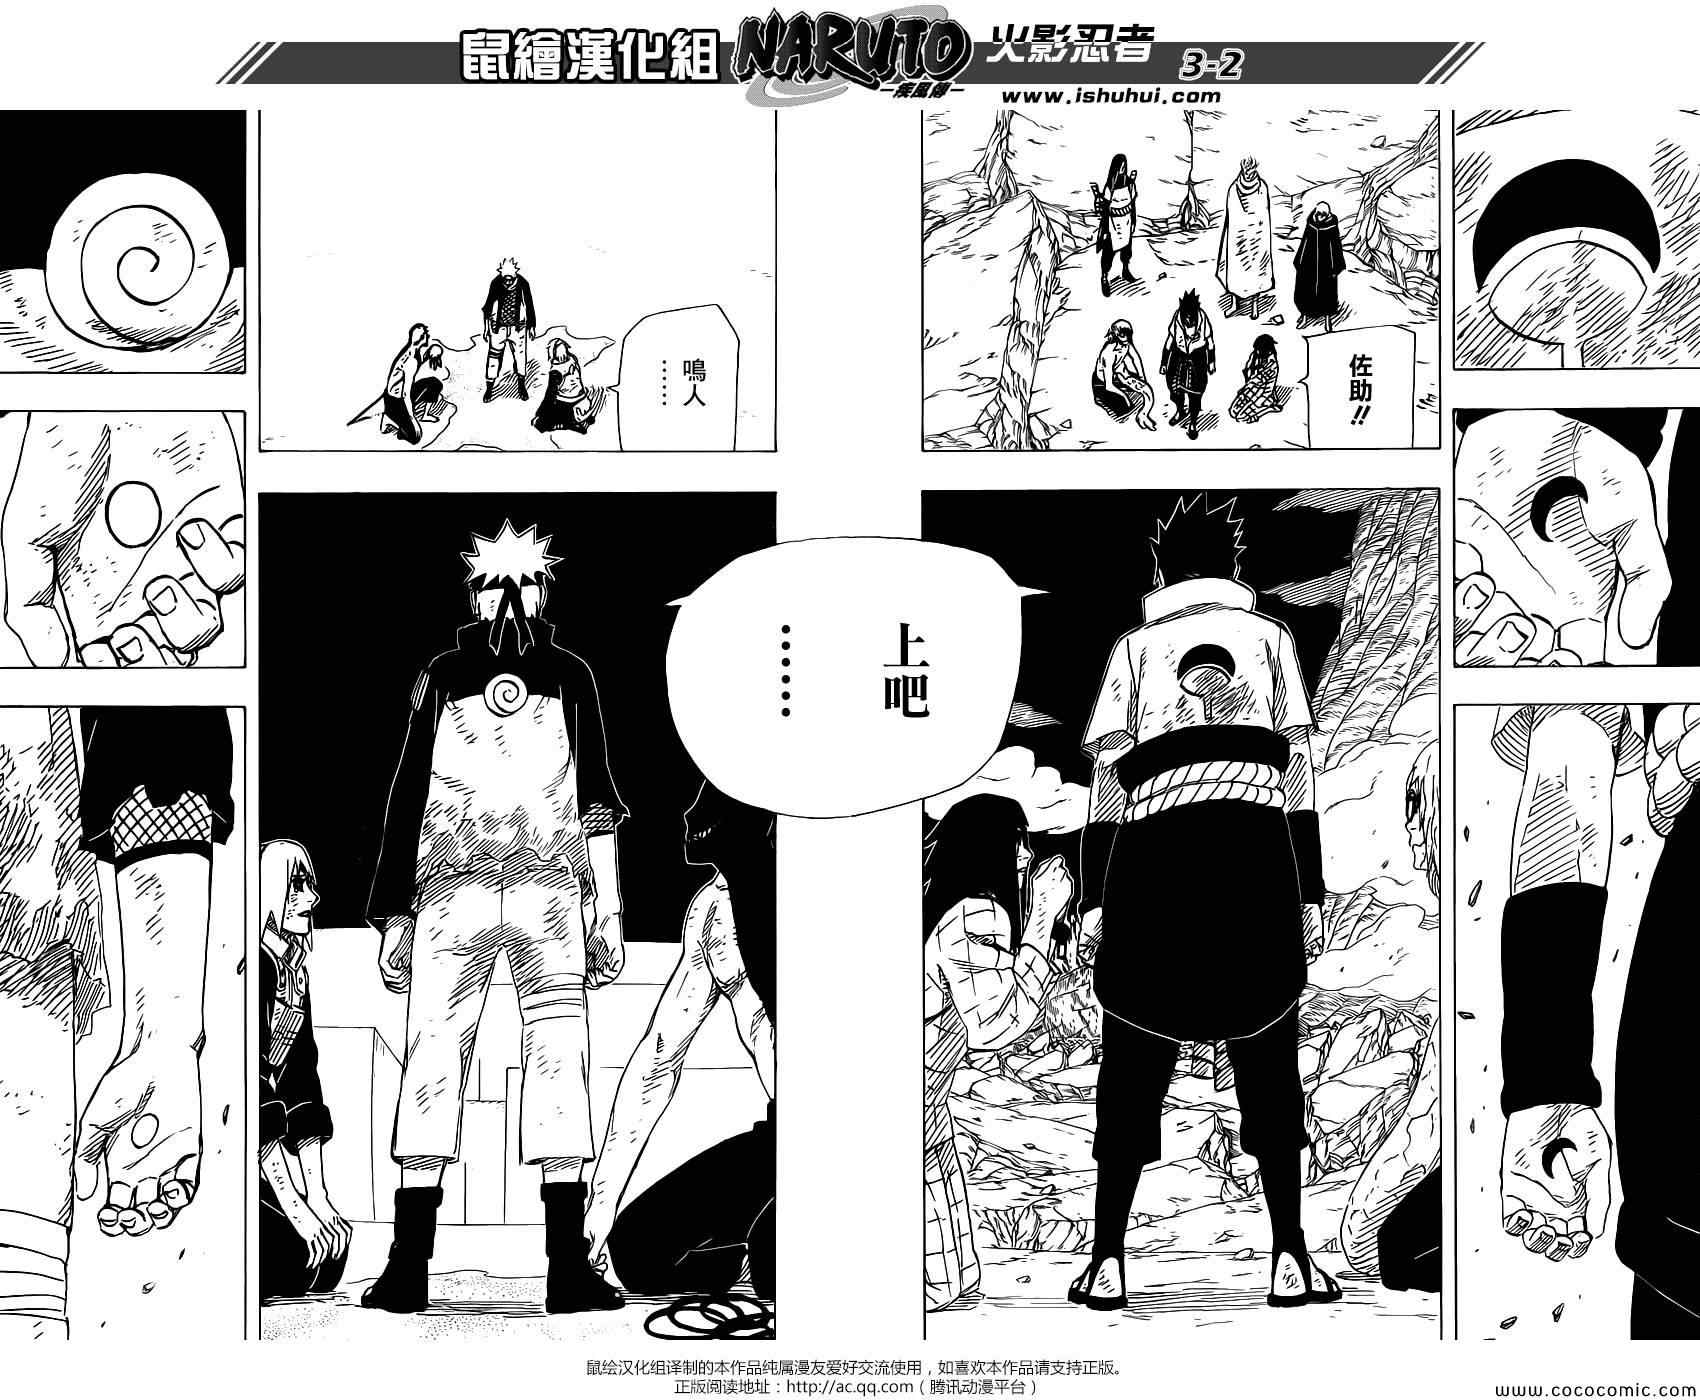 鼠繪漢化組 NARUTO 火影忍者 3-2
—疾風傳—
www.ishuhui.com
佐助!!
鳴人
……
上吧
……
鼠绘汉化组译制的本作品纯属漫友爱好交流使用，如喜欢本作品请支持正版。
正版阅读地址：http://ac.qq.com（腾讯动漫平台）
www.cococomic.com